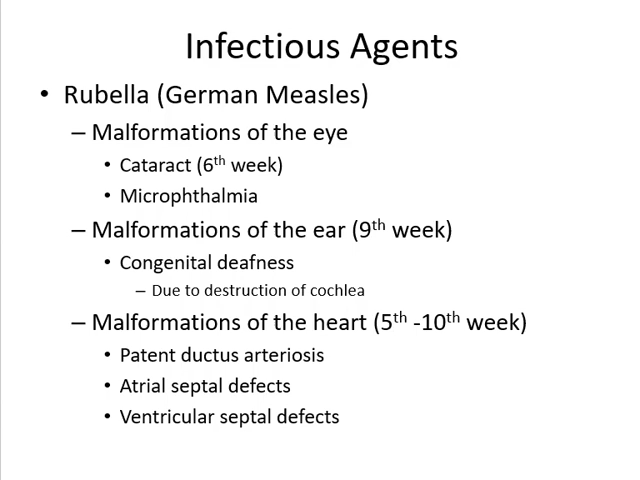 Infectious Agents
• Rubella (German Measles)
– Malformations of the eye
• Cataract (6th week)
• Microphthalmia
– Malformations of the ear (9th week)
• Congenital deafness
– Due to destruction of cochlea
– Malformations of the heart (5th -10th week)
• Patent ductus arteriosis
• Atrial septal defects
• Ventricular septal defects